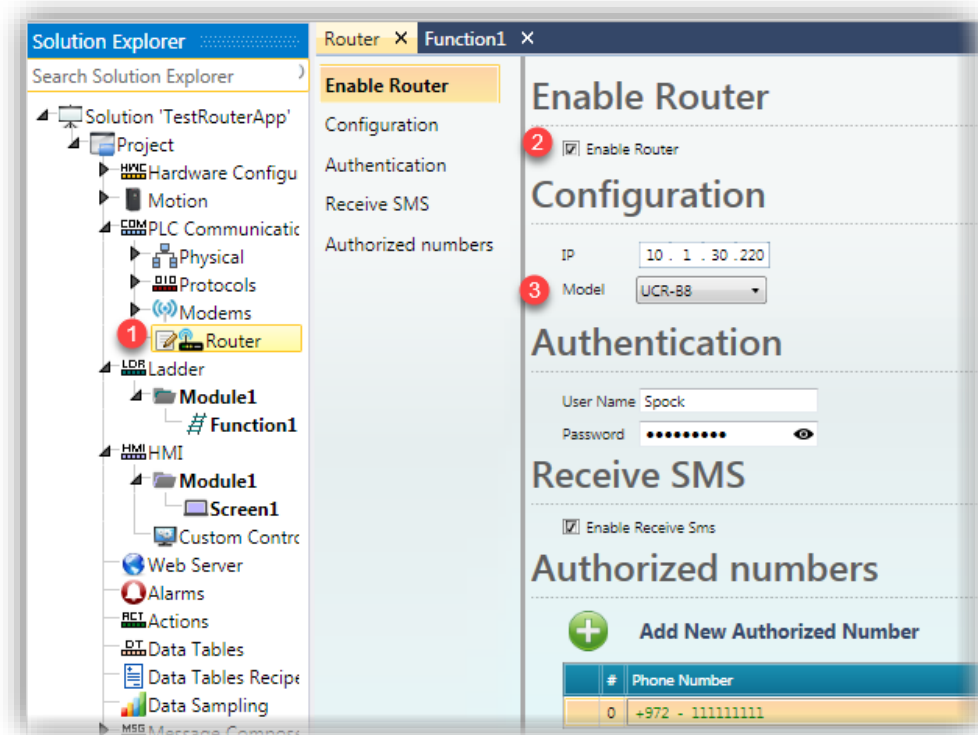 Solution Explorer
Search Solution Explorer
Solution 'TestRouterApp'
Project
HWC Hardware Configu
Motion
COM PLC Communicatic
Physical
Protocols
Modems
1
Router
LDR Ladder
Module1
Function1
HMI HMI
Module1
Screen1
Custom Contrc
Web Server
Alarms
ACT Actions
DT Data Tables
Data Tables Recipe
Data Sampling
MSG Message Compose
Router X Function1 X
Enable Router
Configuration
Authentication
Receive SMS
Authorized numbers
Enable Router
2 Enable Router
Configuration
IP 10 . 1 . 30 .220
3 Model UCR-B8
Authentication
User Name Spock
Password •••••••••
Receive SMS
Enable Receive Sms
Authorized numbers
Add New Authorized Number
# Phone Number
0 +972 - 111111111